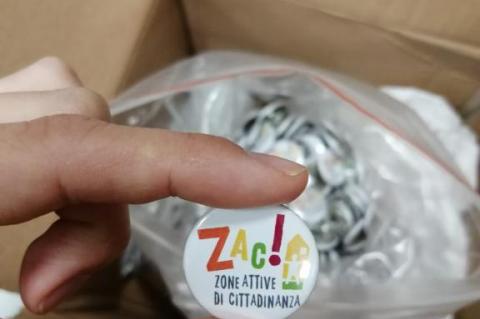 ZAC!
ZONE ATTIVE
DI CITTADINANZA